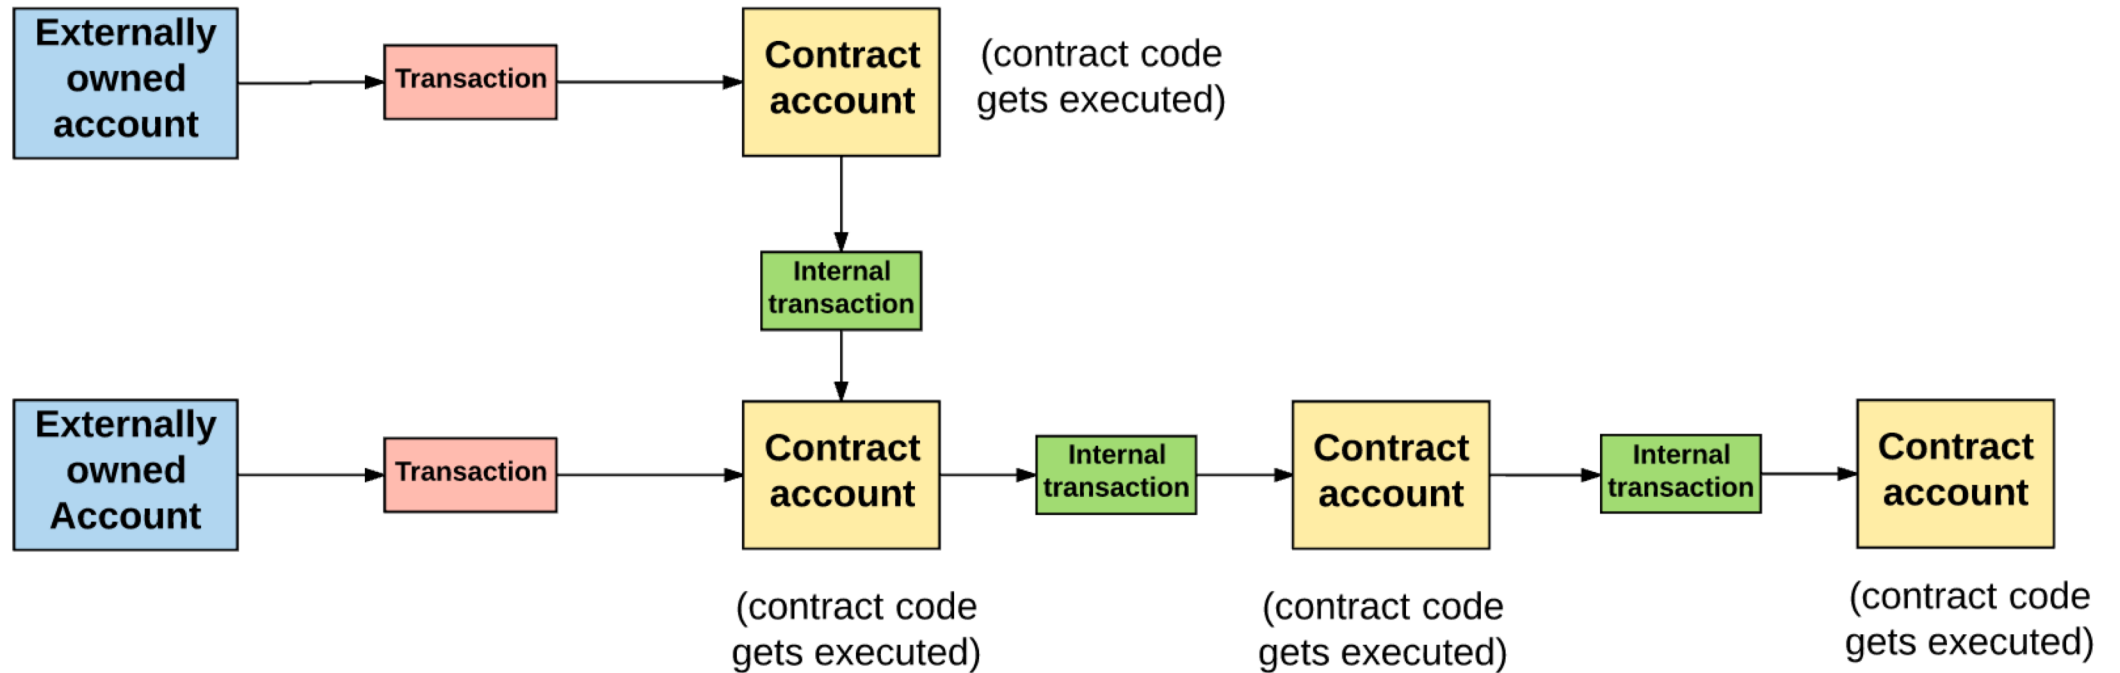 Externally
owned
account
Transaction
Contract
account
(contract code
gets executed)
Internal
transaction
Externally
owned
Account
Transaction
Contract
account
Internal
transaction
Contract
account
Internal
transaction
Contract
account
(contract code
gets executed)
(contract code
gets executed)
(contract code
gets executed)